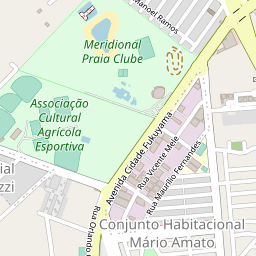 Manoel Ramos
Meridional
Praia Clube
Associação
Cultural
Agrícola
Esportiva
Avenida Cidade Fukuyama
Rua Vicente Mele
Rua Maurílio Fernandes
Rua Orlando
Conjunto Habitacional
Mário Amato
ial
zzi